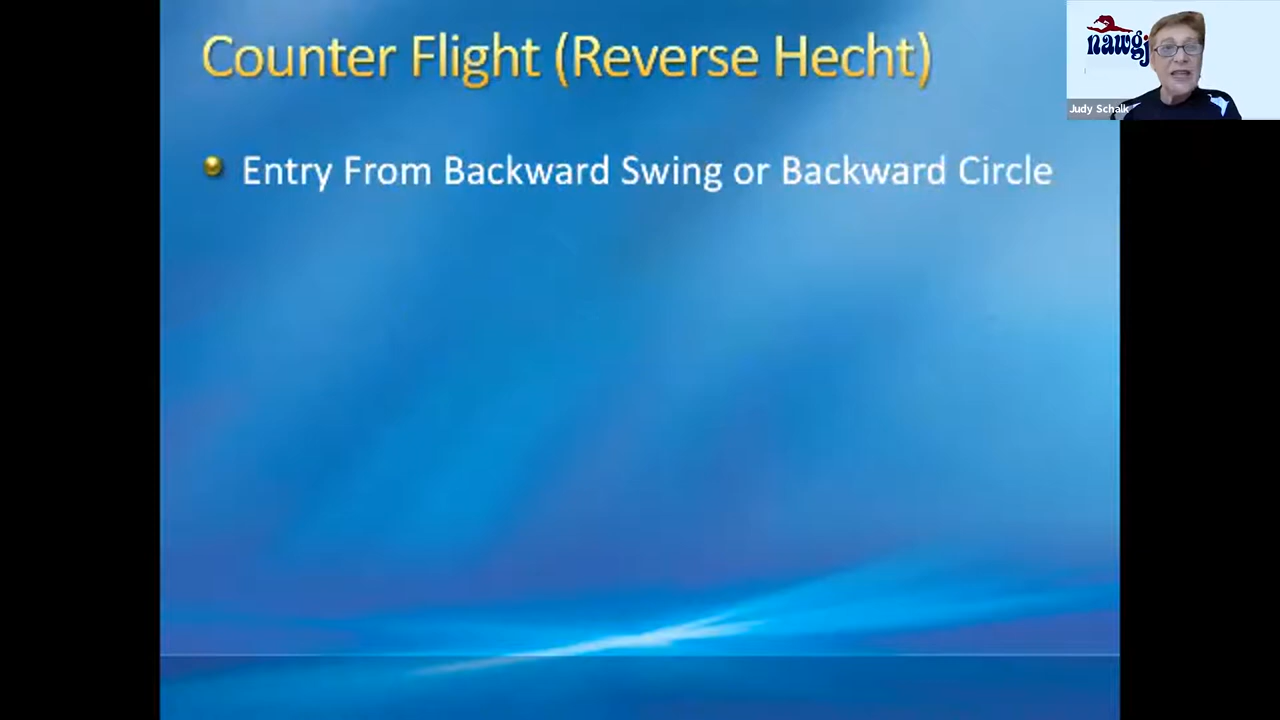 Counter Flight (Reverse Hecht)
Entry From Backward Swing or Backward Circle
nawgj
Judy Schalk